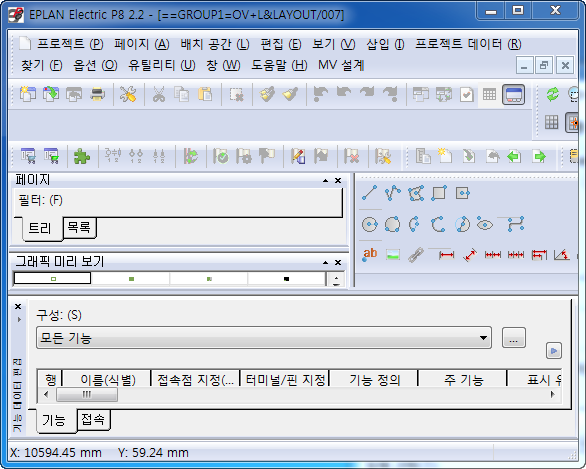 EPLAN Electric P8 2.2 - [==GROUP1=OV+L&LAYOUT/007]
프로젝트 (P) 페이지 (A) 배치 공간 (L) 편집 (E) 보기 (V) 삽입 (I) 프로젝트 데이터 (R)
찾기 (F) 옵션 (O) 유틸리티 (U) 창 (W) 도움말 (H) MV 설계
페이지
필터: (F)
트리 목록
ab
그래픽 미리 보기
구성: (S)
모든 기능
...
행 이름(식별) 접속점 지정(... 터미널/핀 지정 기능 정의 주 기능 표시 유
기능 데이터 편집
기능 접속
X: 10594.45 mm Y: 59.24 mm